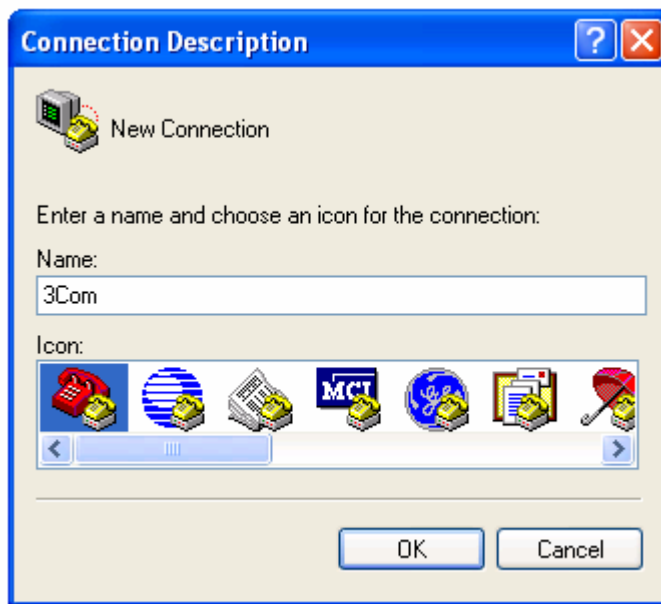 Connection Description
New Connection
Enter a name and choose an icon for the connection:
Name:
3Com
Icon:
MCI
OK Cancel